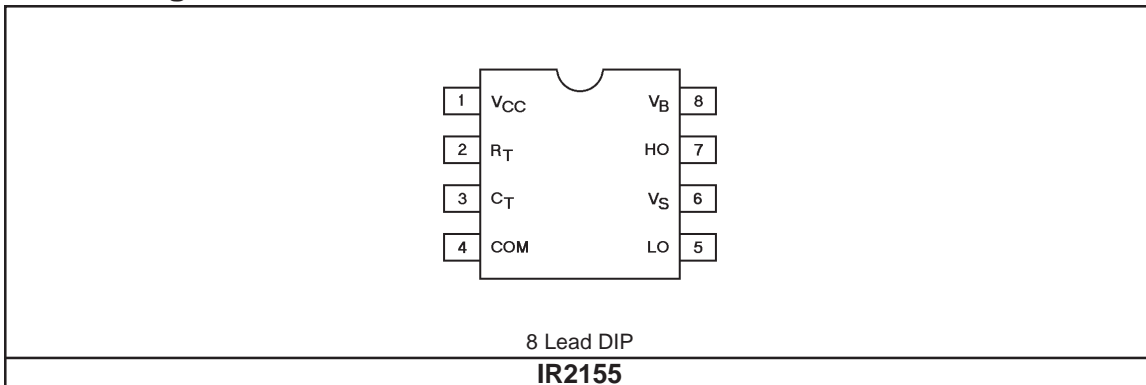 1 VCC VB 8
2 RT HO 7
3 CT VS 6
4 COM LO 5
8 Lead DIP
IR2155